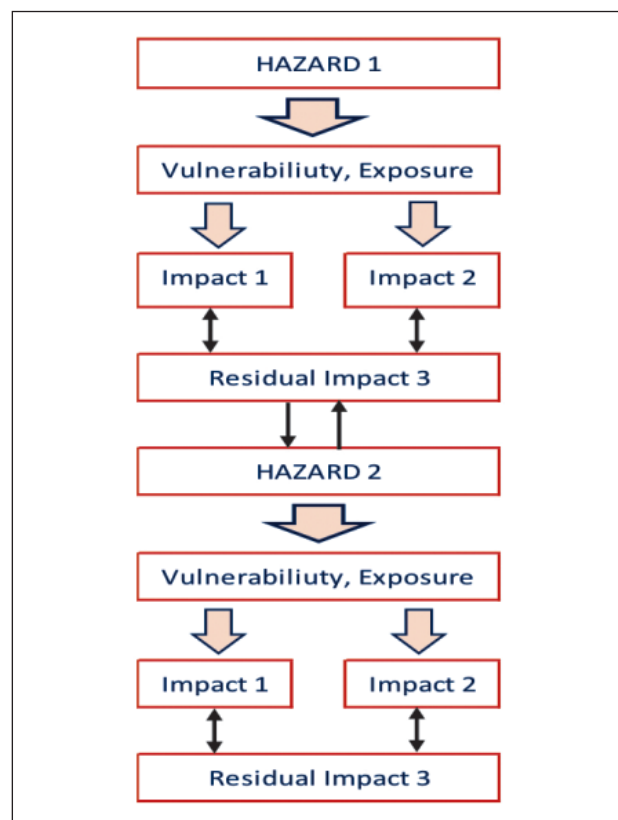 HAZARD 1
Vulnerabiliuty, Exposure
Impact 1
Impact 2
Residual Impact 3
HAZARD 2
Vulnerabiliuty, Exposure
Impact 1
Impact 2
Residual Impact 3